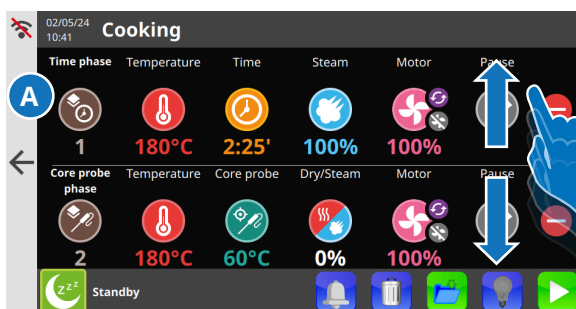 02/05/24
10:41
Cooking
Time phase Temperature Time Steam Motor Pause
A
1 180°C 2:25' 100% 100%
Core probe
phase
Temperature Core probe Dry/Steam Motor Pause
2 180°C 60°C 0% 100%
zzz
Standby